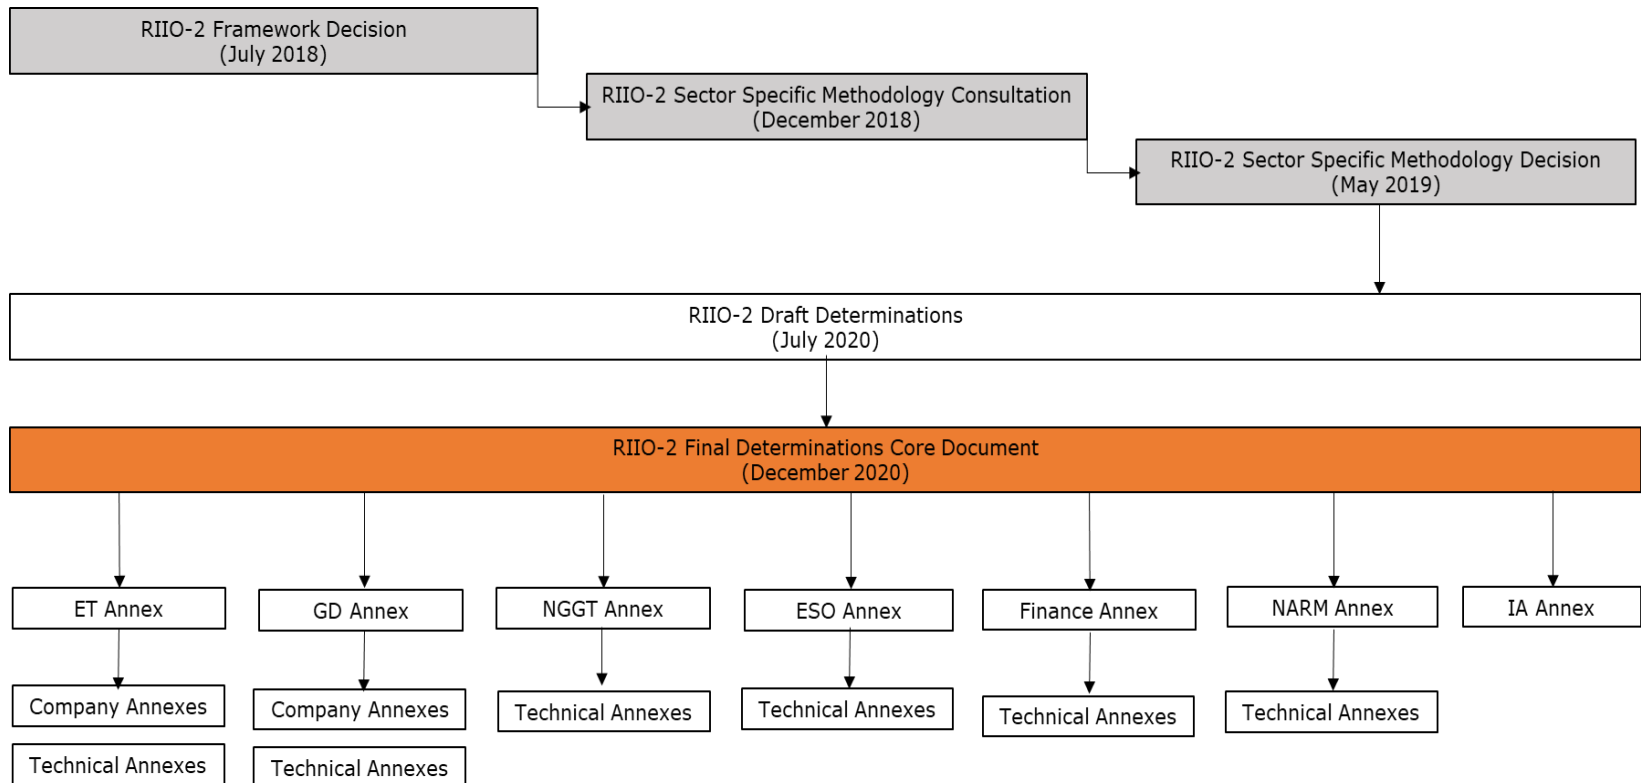 RIIO-2 Framework Decision
(July 2018)
RIIO-2 Sector Specific Methodology Consultation
(December 2018)
RIIO-2 Sector Specific Methodology Decision
(May 2019)
RIIO-2 Draft Determinations
(July 2020)
RIIO-2 Final Determinations Core Document
(December 2020)
ET Annex
GD Annex
NGGT Annex
ESO Annex
Finance Annex
NARM Annex
IA Annex
Company Annexes
Company Annexes
Technical Annexes
Technical Annexes
Technical Annexes
Technical Annexes
Technical Annexes
Technical Annexes